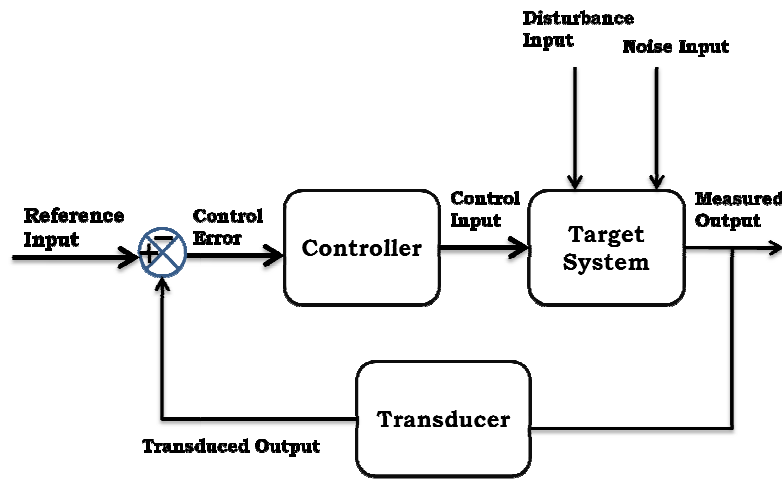 Disturbance
Input
Noise Input
Reference
Input
+
−
Control
Error
Controller
Control
Input
Target
System
Measured
Output
Transducer
Transduced Output